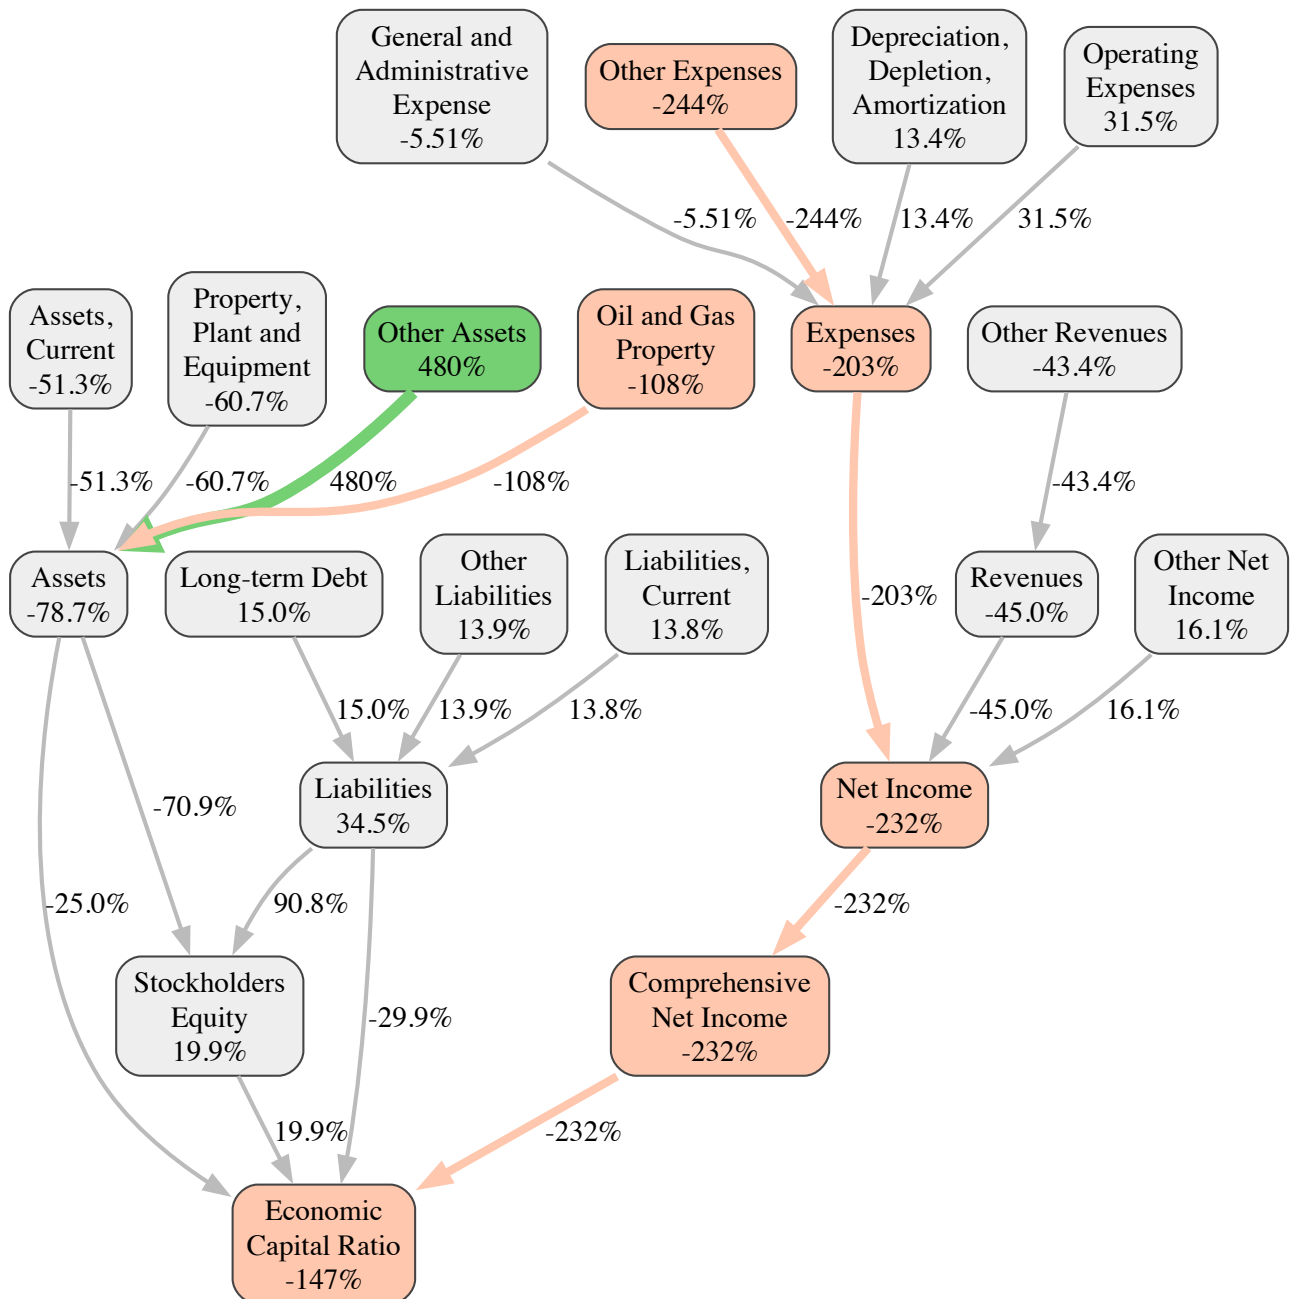 General and
Administrative
Expense
-5.51%
Other Expenses
-244%
Depreciation,
Depletion,
Amortization
13.4%
Operating
Expenses
31.5%
-5.51%
-244%
13.4%
31.5%
Assets,
Current
-51.3%
Property,
Plant and
Equipment
-60.7%
Other Assets
480%
Oil and Gas
Property
-108%
Expenses
-203%
Other Revenues
-43.4%
-51.3%
-60.7%
480%
-108%
-43.4%
Assets
-78.7%
Long-term Debt
15.0%
Other
Liabilities
13.9%
Liabilities,
Current
13.8%
-203%
Revenues
-45.0%
Other Net
Income
16.1%
15.0%
13.9%
13.8%
-45.0%
16.1%
-70.9%
Liabilities
34.5%
Net Income
-232%
-25.0%
90.8%
-232%
Stockholders
Equity
19.9%
-29.9%
Comprehensive
Net Income
-232%
19.9%
-232%
Economic
Capital Ratio
-147%